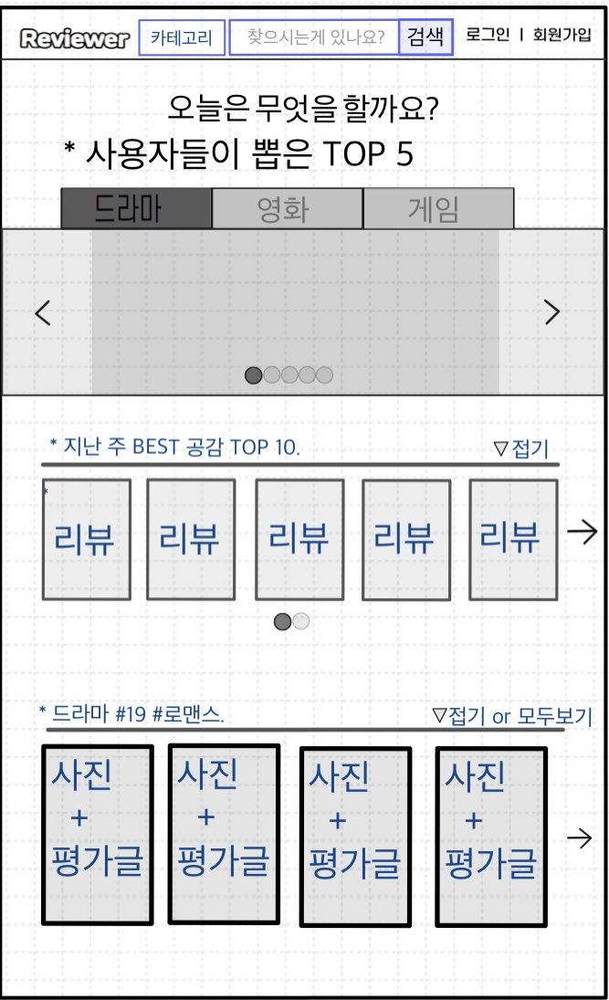 Reviewer 카테고리 찾으시는게 있나요? 검색 로그인 | 회원가입
오늘은 무엇을 할까요?
* 사용자들이 뽑은 TOP 5
드라마 영화 게임
* 지난 주 BEST 공감 TOP 10. ▽접기
*
리뷰 리뷰 리뷰 리뷰 리뷰
* 드라마 #19 #로맨스. ▽접기 or 모두보기
사진 사진 사진 사진
+ + + +
평가글 평가글 평가글 평가글